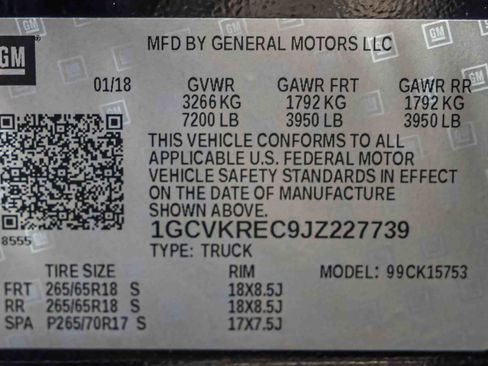 GM
MFD BY GENERAL MOTORS LLC
01/18 GVWR GAWR FRT GAWR RR
3266 KG 1792 KG 1792 KG
7200 LB 3950 LB 3950 LB
THIS VEHICLE CONFORMS TO ALL
APPLICABLE U.S. FEDERAL MOTOR
VEHICLE SAFETY STANDARDS IN EFFECT
ON THE DATE OF MANUFACTURE
SHOWN ABOVE.
8555
1GCVKREC9JZ227739
TYPE: TRUCK
TIRE SIZE RIM MODEL: 99CK15753
FRT 265/65R18 S 18X8.5J
RR 265/65R18 S 18X8.5J
SPA P265/70R17 S 17X7.5J